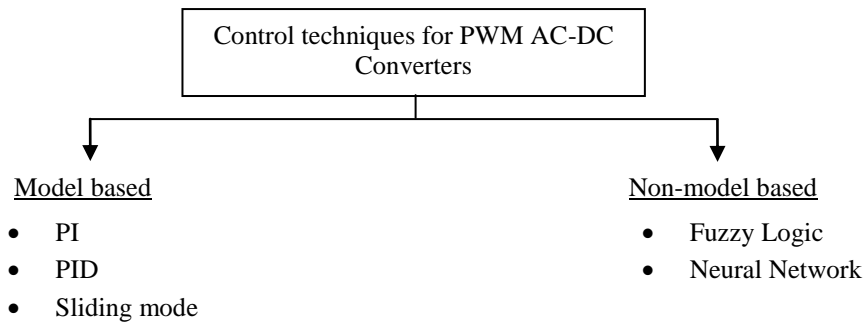 Control techniques for PWM AC-DC
Converters
Model based
• PI
• PID
• Sliding mode
Non-model based
• Fuzzy Logic
• Neural Network